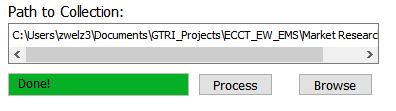 Path to Collection:
C:\Users\zwelz3\Documents\GTRI_Projects\ECCT_EW_EMS\Market Researc
Done!
Process
Browse